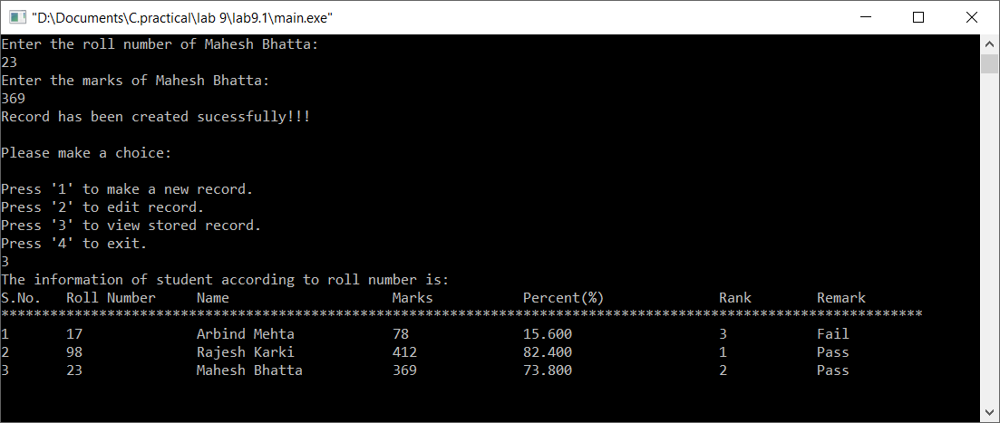 "D:\Documents\C.practical\lab 9\lab9.1\main.exe"
Enter the roll number of Mahesh Bhatta:
23
Enter the marks of Mahesh Bhatta:
369
Record has been created sucessfully!!!
Please make a choice:
Press '1' to make a new record.
Press '2' to edit record.
Press '3' to view stored record.
Press '4' to exit.
3
The information of student according to roll number is:
S.No. Roll Number Name Marks Percent(%) Rank Remark
*****************************************************************************************************************
1 17 Arbind Mehta 78 15.600 3 Fail
2 98 Rajesh Karki 412 82.400 1 Pass
3 23 Mahesh Bhatta 369 73.800 2 Pass